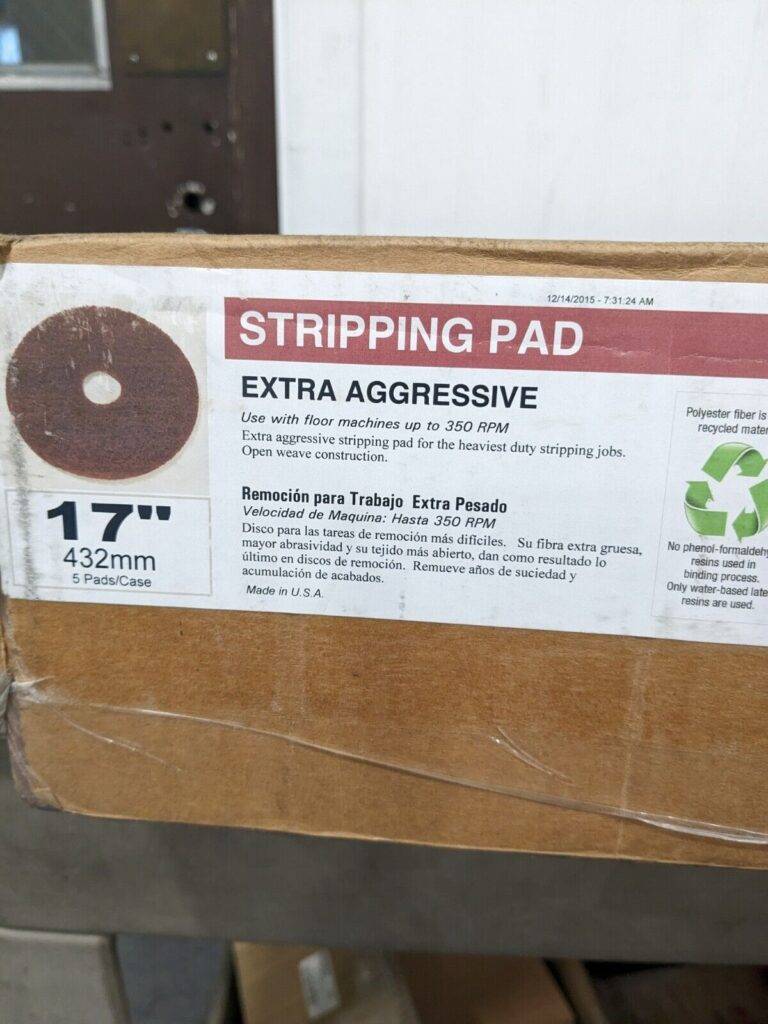 12/14/2015 - 7:31:24 AM
STRIPPING PAD
EXTRA AGGRESSIVE
Use with floor machines up to 350 RPM
Extra aggressive stripping pad for the heaviest duty stripping jobs.
Open weave construction.
Remoción para Trabajo Extra Pesado
Velocidad de Maquina: Hasta 350 RPM
Disco para las tareas de remoción más difíciles. Su fibra extra gruesa,
mayor abrasividad y su tejido más abierto, dan como resultado lo
último en discos de remoción. Remueve años de suciedad y
acumulación de acabados.
Made in U.S.A.
17"
432mm
5 Pads/Case
Polyester fiber is
recycled
No
resins used in
binding process.
Only water-based
resins are used.